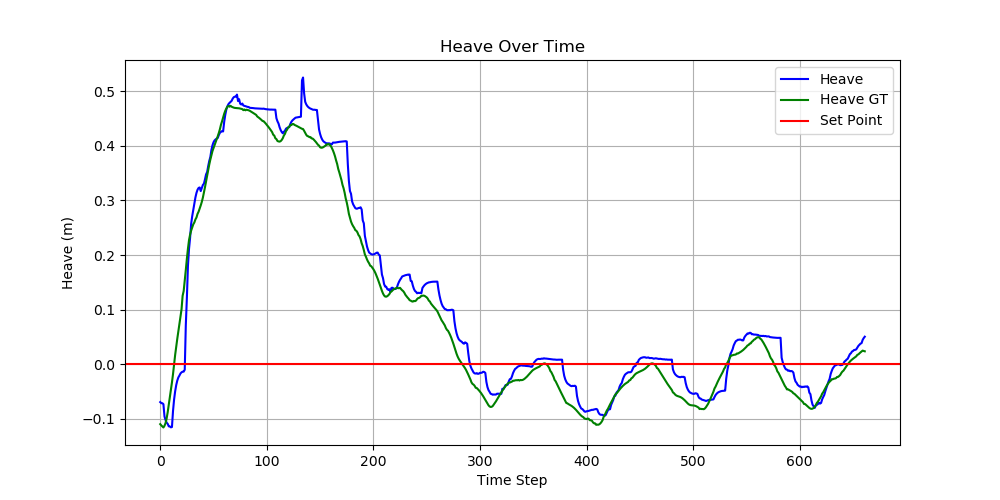 Heave Over Time
Heave
Heave GT
Set Point
Heave (m)
0.5
0.4
0.3
0.2
0.1
0.0
−0.1
0 100 200 300 400 500 600
Time Step